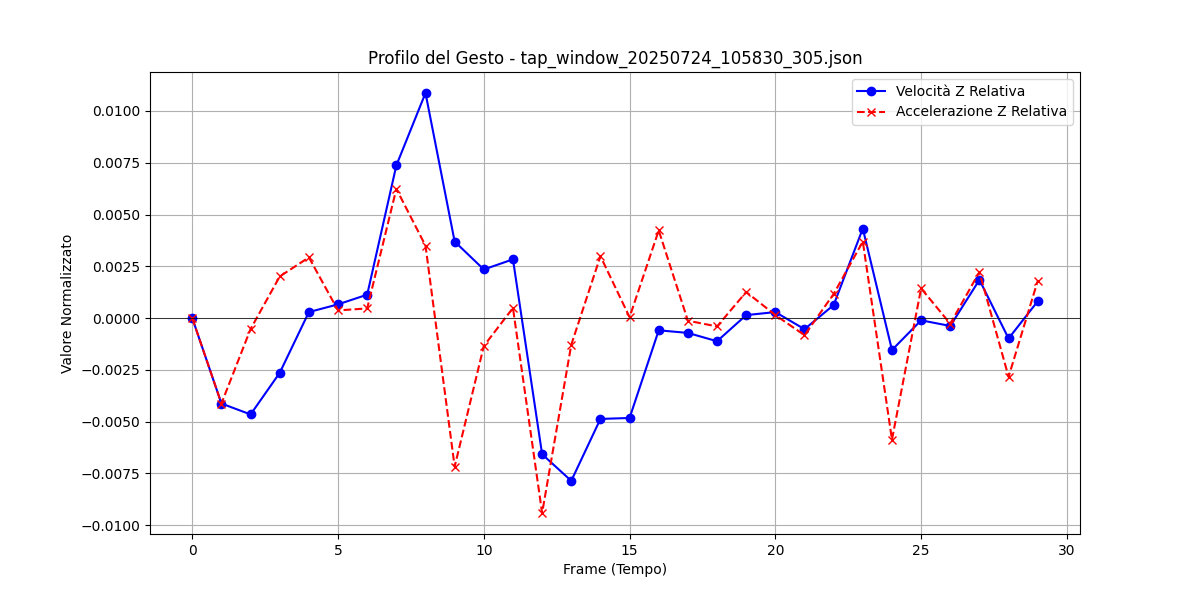 Profilo del Gesto - tap_window_20250724_105830_305.json
Velocità Z Relativa
Accelerazione Z Relativa
Valore Normalizzato
0.0100
0.0075
0.0050
0.0025
0.0000
−0.0025
−0.0050
−0.0075
−0.0100
0 5 10 15 20 25 30
Frame (Tempo)